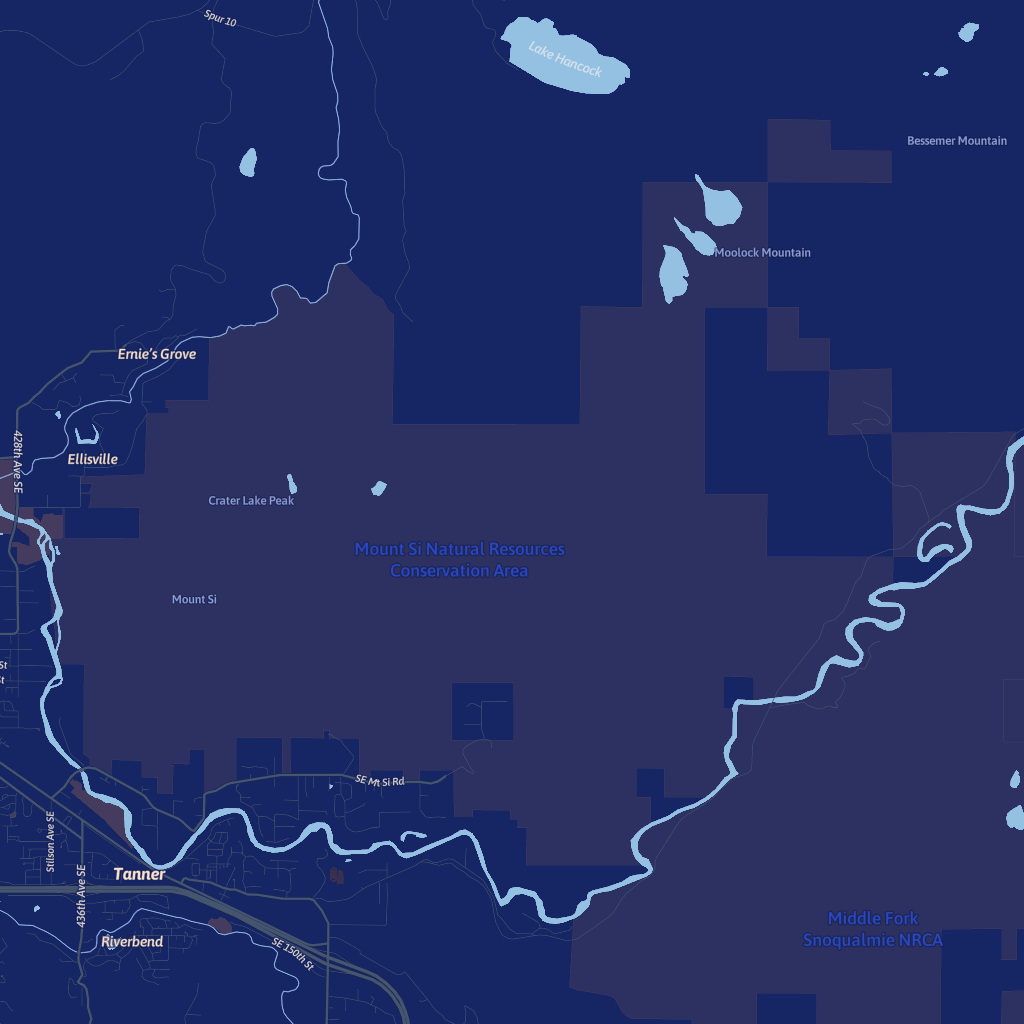 Spur 10
Lake Hancock
Bessemer Mountain
Moolock Mountain
Ernie's Grove
428th Ave SE
Ellisville
Crater Lake Peak
Mount Si Natural Resources
Conservation Area
Mount Si
St
St
SE Mt Si Rd
Stilson Ave SE
436th Ave SE
Tanner
Riverbend
SE 150th St
Middle Fork
Snoqualmie NRCA